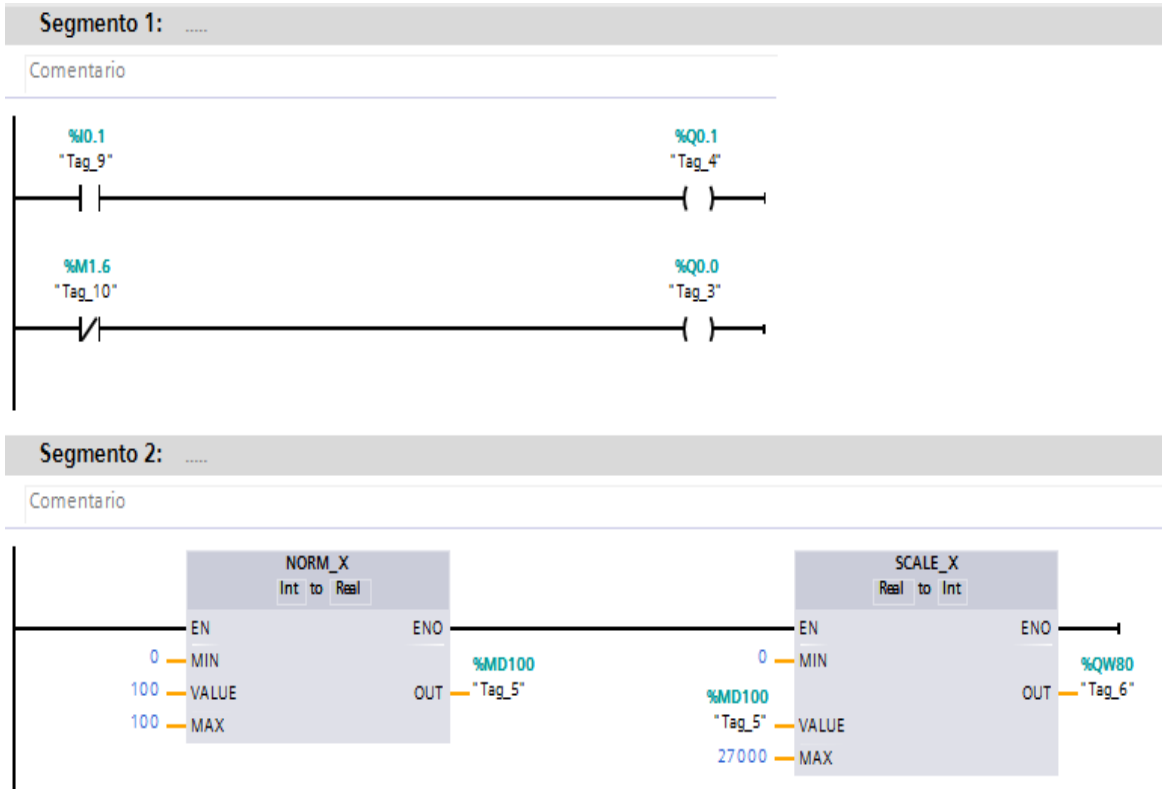 Segmento 1: .....
Comentario
%I0.1
"Tag_9"
%Q0.1
"Tag_4"
%M1.6
"Tag_10"
%Q0.0
"Tag_3"
Segmento 2: .....
Comentario
NORM_X
Int to Real
EN
ENO
0
MIN
100
VALUE
100
MAX
OUT
%MD100
"Tag_5"
SCALE_X
Real to Int
EN
ENO
0
MIN
%MD100
"Tag_5"
VALUE
27000
MAX
OUT
%QW80
"Tag_6"